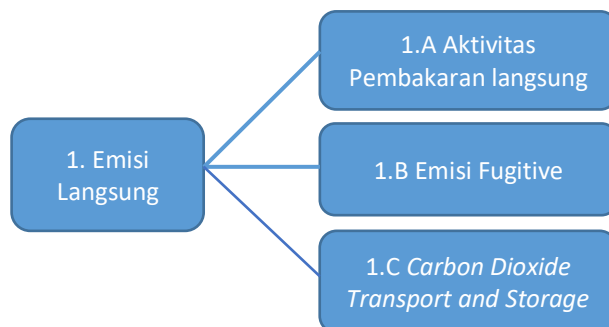 1. Emisi
Langsung
1.A Aktivitas
Pembakaran langsung
1.B Emisi Fugitive
1.C Carbon Dioxide
Transport and Storage